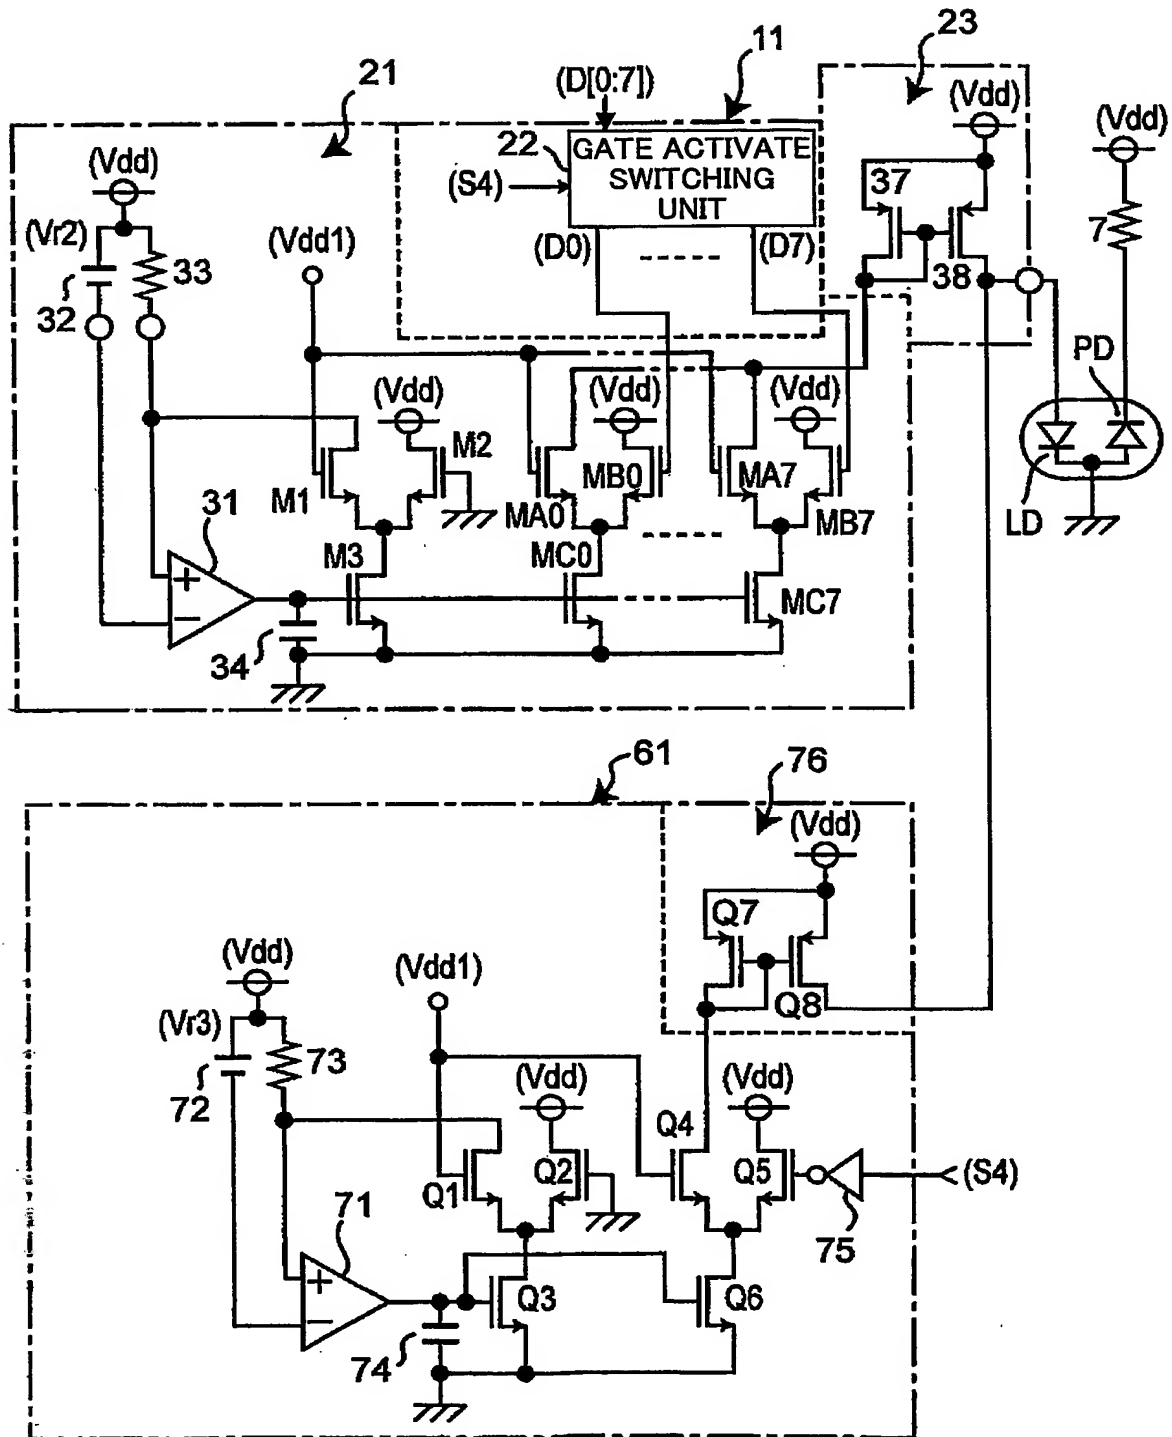 11
23
21
(D[0:7])
(Vdd)
(Vdd)
(Vdd)
22
GATE ACTIVATE
SWITCHING
UNIT
(S4)
37
7
(Vr2)
(Vdd1)
(D0)
(D7)
33
38
32
PD
(Vdd)
(Vdd)
(Vdd)
M2
MB0
MA7
M1
MA0
MB7
LD
31
M3
MC0
MC7
+
−
34
61
76
(Vdd)
Q7
(Vdd)
(Vdd1)
Q8
(Vr3)
73
(Vdd)
(Vdd)
72
Q4
Q1
Q2
Q5
(S4)
71
75
+
Q3
Q6
−
74